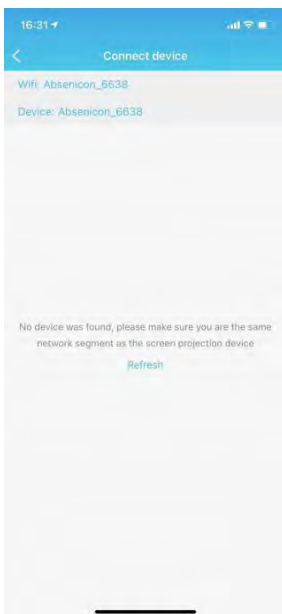 16:31
Connect device
Wifi: Absenicon_6638
Device: Absenicon_6638
No device was found, please make sure you are the same
network segment as the screen projection device
Refresh